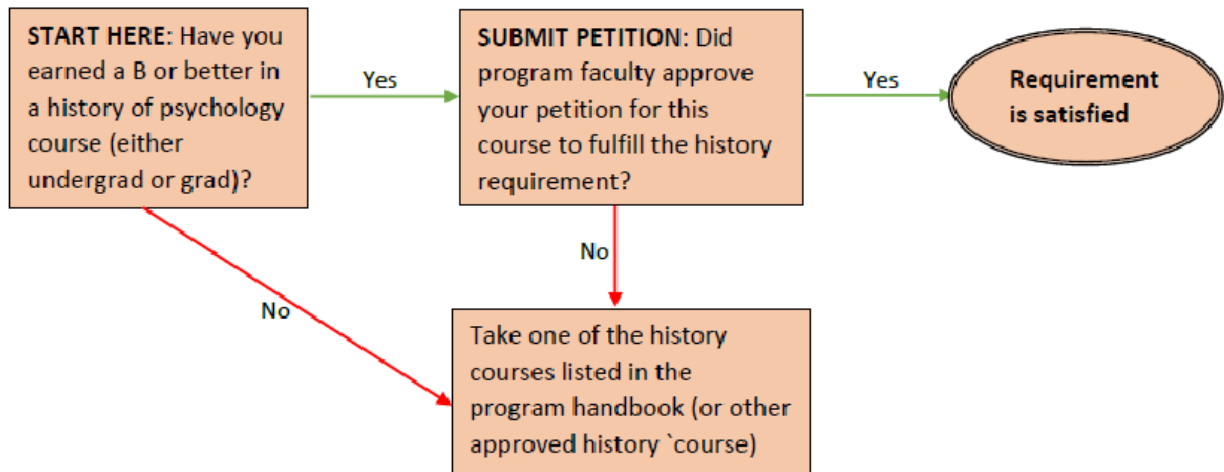 START HERE: Have you
earned a B or better in
a history of psychology
course (either
undergrad or grad)?
Yes
SUBMIT PETITION: Did
program faculty approve
your petition for this
course to fulfill the history
requirement?
Yes
Requirement
is satisfied
No
No
Take one of the history
courses listed in the
program handbook (or other
approved history `course)